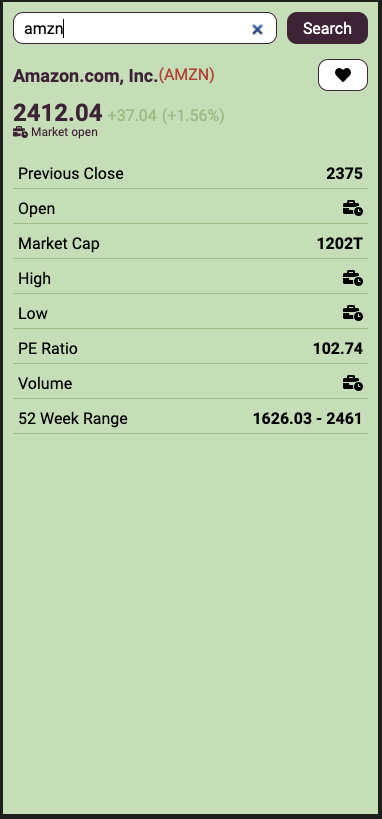 amzn
Search
Amazon.com, Inc.(AMZN)
2412.04 +37.04 (+1.56%)
Market open
Previous Close 2375
Open
Market Cap 1202T
High
Low
PE Ratio 102.74
Volume
52 Week Range 1626.03 - 2461